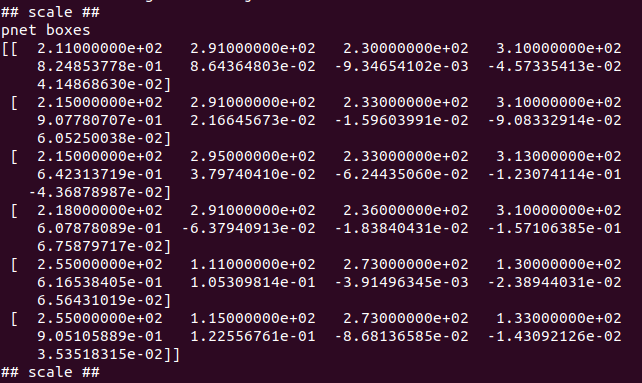 ## scale ##
pnet boxes
[[  2.11000000e+02   2.91000000e+02   2.30000000e+02   3.10000000e+02
    8.24853778e-01   8.64364803e-02  -9.34654102e-03  -4.57335413e-02
    4.14868630e-02]
 [  2.15000000e+02   2.91000000e+02   2.33000000e+02   3.10000000e+02
    9.07780707e-01   2.16645673e-02  -1.59603991e-02  -9.08332914e-02
    6.05250038e-02]
 [  2.15000000e+02   2.95000000e+02   2.33000000e+02   3.13000000e+02
    6.42313719e-01   3.79740410e-02  -6.24435060e-02  -1.23074114e-01
   -4.36878987e-02]
 [  2.18000000e+02   2.91000000e+02   2.36000000e+02   3.10000000e+02
    6.07878089e-01  -6.37940913e-02  -1.83840431e-02  -1.57106385e-01
    6.75879717e-02]
 [  2.55000000e+02   1.11000000e+02   2.73000000e+02   1.30000000e+02
    6.16538405e-01   1.05309814e-01  -3.91496345e-03  -2.38944031e-02
    6.56431019e-02]
 [  2.55000000e+02   1.15000000e+02   2.73000000e+02   1.33000000e+02
    9.05105889e-01   1.22556761e-01  -8.68136585e-02  -1.43092126e-02
    3.53518315e-02]]
## scale ##